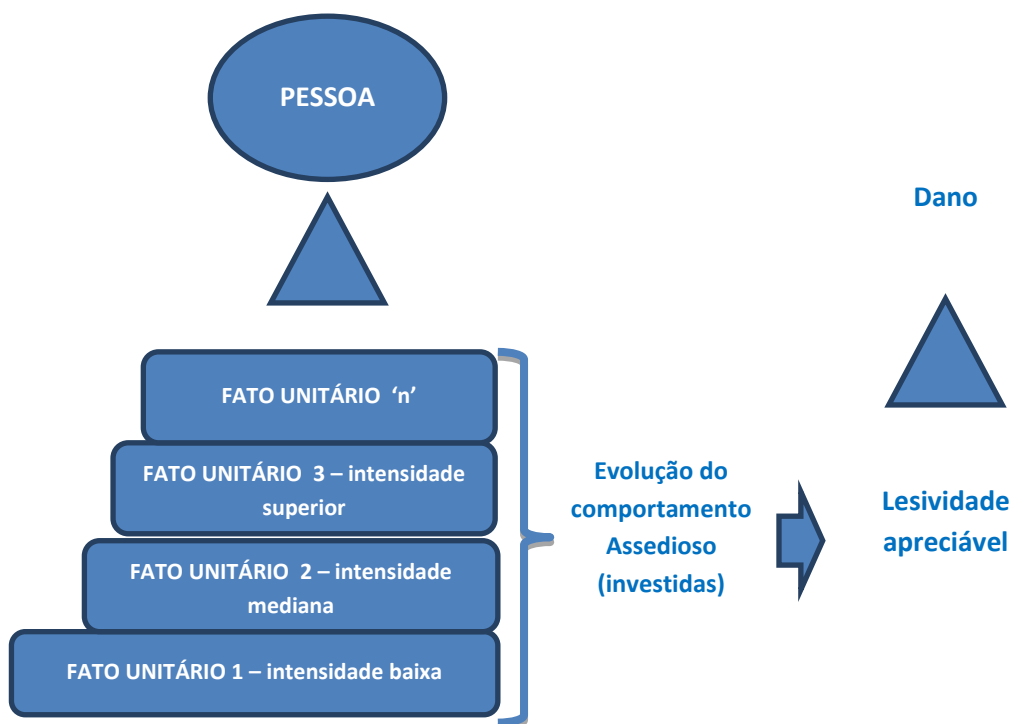 PESSOA
Dano
FATO UNITÁRIO ‘n’
FATO UNITÁRIO 3 – intensidade
superior
FATO UNITÁRIO 2 – intensidade
mediana
FATO UNITÁRIO 1 – intensidade baixa
Evolução do
comportamento
Assedioso
(investidas)
Lesividade
apreciável